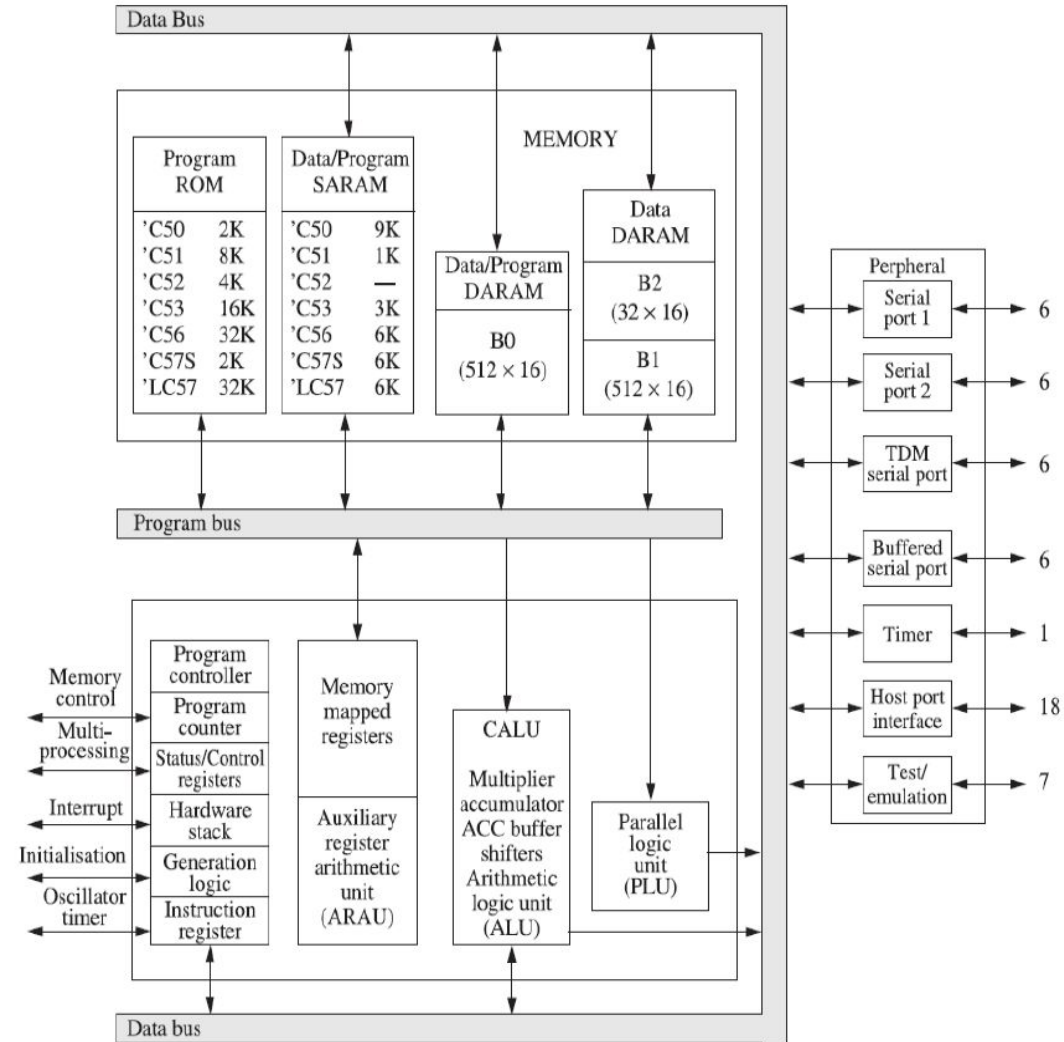 Data Bus
MEMORY
Program
ROM
'C50 2K
'C51 8K
'C52 4K
'C53 16K
'C56 32K
'C57S 2K
'LC57 32K
Data/Program
SARAM
'C50 9K
'C51 1K
'C52 —
'C53 3K
'C56 6K
'C57S 6K
'LC57 6K
Data/Program
DARAM
B0
(512 × 16)
Data
DARAM
B2
(32 × 16)
B1
(512 × 16)
Program bus
Memory
control
Multi-
processing
Interrupt
Initialisation
Oscillator
timer
Program
controller
Program
counter
Status/Control
registers
Hardware
stack
Generation
logic
Instruction
register
Memory
mapped
registers
Auxiliary
register
arithmetic
unit
(ARAU)
CALU
Multiplier
accumulator
ACC buffer
shifters
Arithmetic
logic unit
(ALU)
Parallel
logic
unit
(PLU)
Data bus
Perpheral
Serial
port 1
6
Serial
port 2
6
TDM
serial port
6
Buffered
serial port
6
Timer
1
Host port
interface
18
Test/
emulation
7